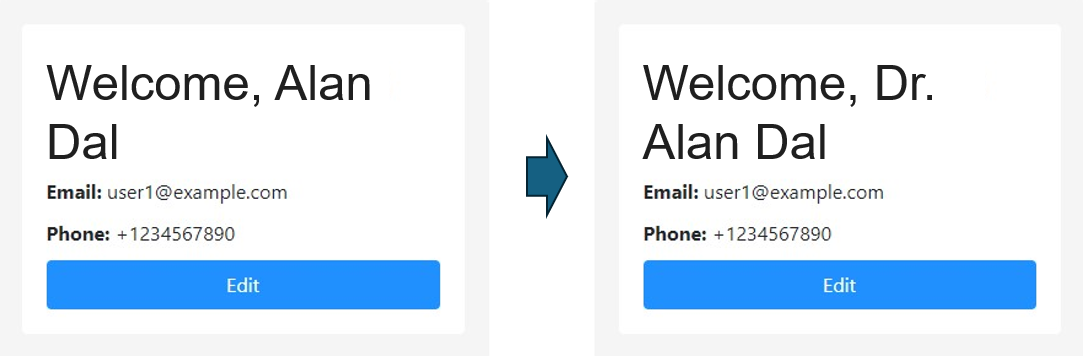 Welcome, Alan
Dal
Email: user1@example.com
Phone: +1234567890
Edit
Welcome, Dr.
Alan Dal
Email: user1@example.com
Phone: +1234567890
Edit